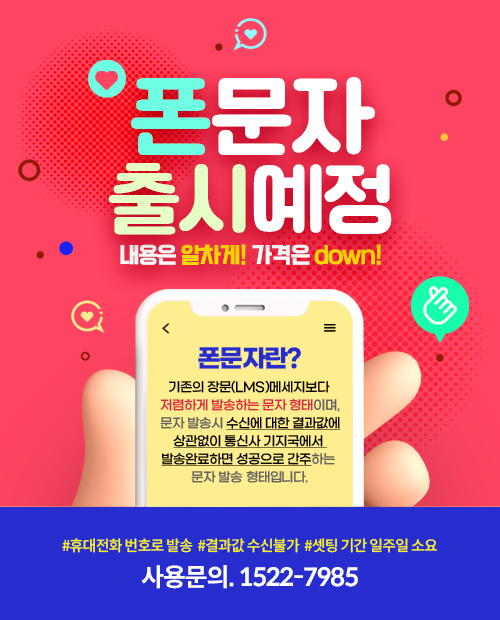 폰문자
출시예정
내용은 알차게! 가격은 down!
폰문자란?
기존의 장문(LMS)메세지보다
저렴하게 발송하는 문자 형태이며,
문자 발송시 수신에 대한 결과값에
상관없이 통신사 기지국에서
발송완료하면 성공으로 간주하는
문자 발송 형태입니다.
#휴대전화 번호로 발송 #결과값 수신불가 #셋팅 기간 일주일 소요
사용문의. 1522-7985